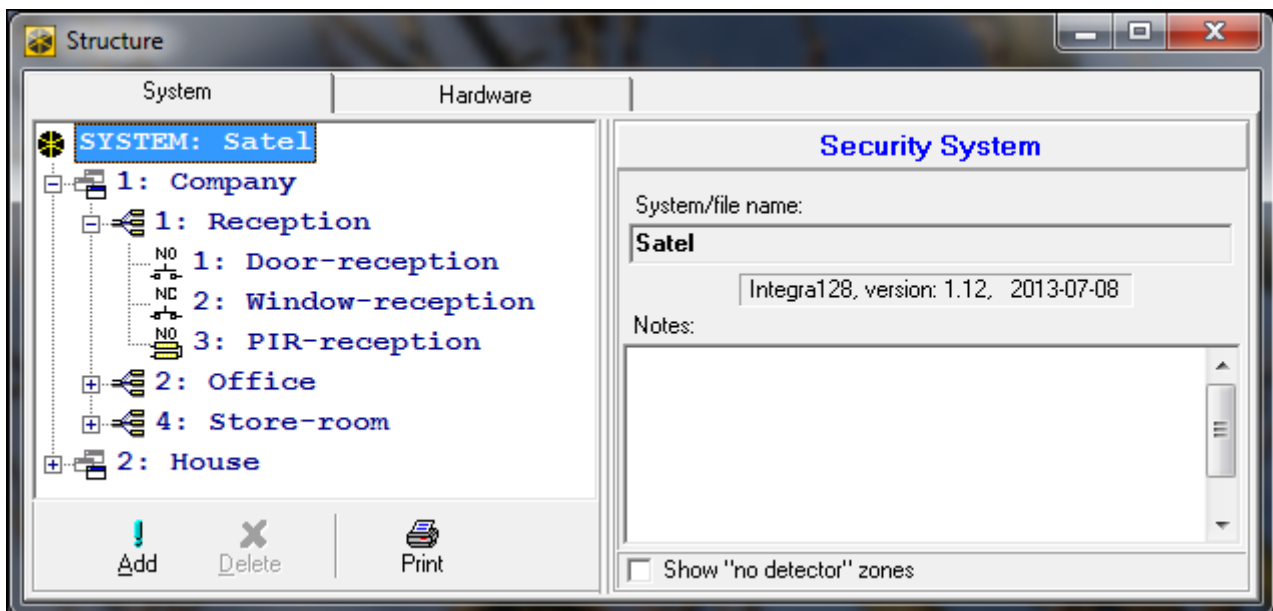 Structure
System
Hardware
SYSTEM: Satel
1: Company
1: Reception
NO
1: Door-reception
NC
2: Window-reception
NO
3: PIR-reception
2: Office
4: Store-room
2: House
Add
Delete
Print
Security System
System/file name:
Satel
Integra128, version: 1.12, 2013-07-08
Notes:
Show "no detector" zones